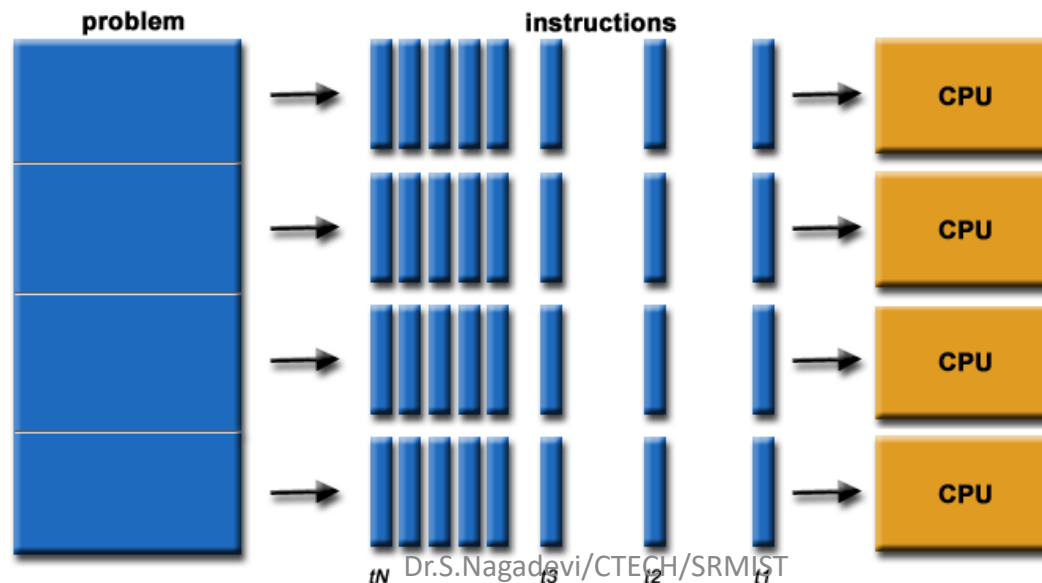 problem instructions
CPU
CPU
CPU
CPU
Dr.S.Nagadevi/CTECH/SRMIST
tN t3 t2 t1